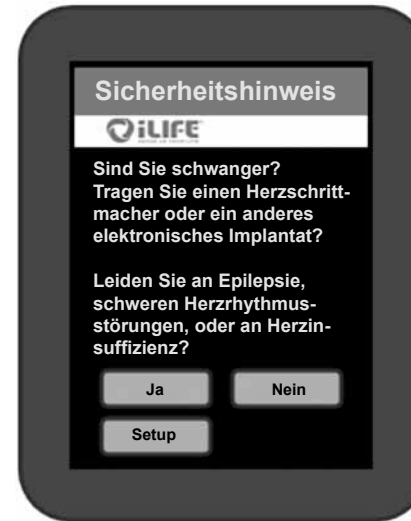 Sicherheitshinweis
iLIFE
Sind Sie schwanger?
Tragen Sie einen Herzschritt-
macher oder ein anderes
elektronisches Implantat?
Leiden Sie an Epilepsie,
schweren Herzrhythmus-
störungen, oder an Herzin-
suffizienz?
Ja Nein
Setup